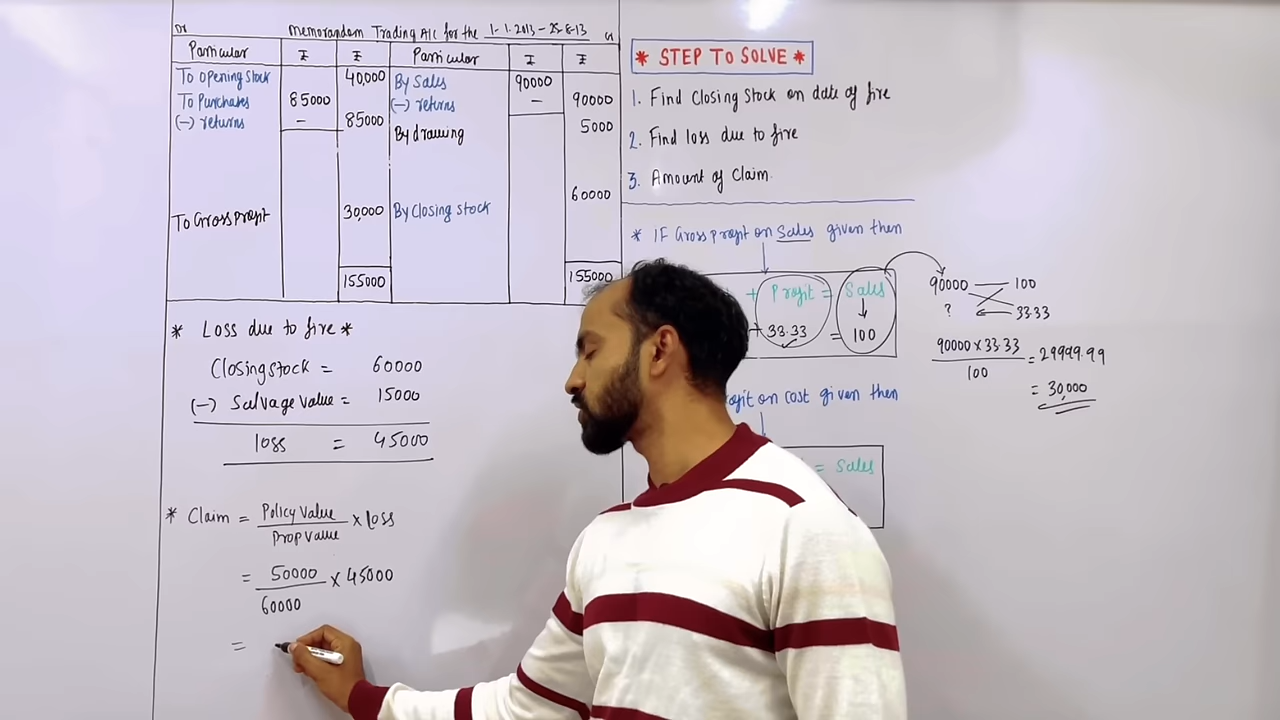 Dr Memorandum Trading A/c for the 1-1.2013-25-8-13 Cr
Particular ₹ ₹ Particular ₹ ₹
To opening stock 40,000 By Sales 90000
To Purchases 85000 (-) returns - 90000
(-) returns - 85000 By drawing 5000
To Gross Profit 30,000 By Closing Stock 60000
155000 155000
* Loss due to fire *
Closing stock = 60000
(-) Salvage value = 15000
loss = 45000
* Claim = Policy Value / Prop Value × loss
= 50000 / 60000 × 45000
=
* STEP TO SOLVE *
1. Find Closing Stock on date of fire
2. Find loss due to fire
3. Amount of Claim.
* IF Gross profit on Sales given then
+ Profit = Sales
+ 33.33 = 100
on cost given then
= Sales
90000 100
? 33.33
90000 × 33.33 / 100 = 29999.99
= 30,000